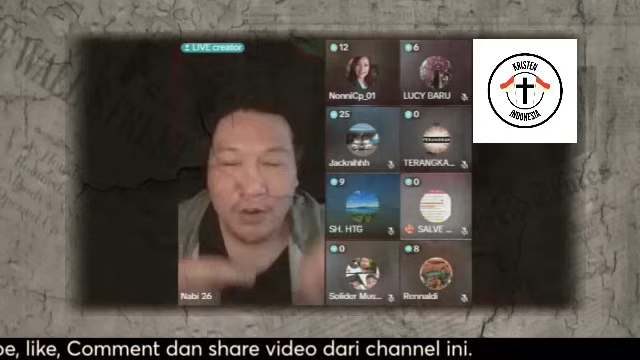 LIVE creator
12
6
NonniCp_01
LUCY BARU
25
0
Jacknihhh
TERANGKA...
9
0
SH. HTG
SALVE ...
0
8
Nabi 26
Solider Mus...
Rennaldi
KRISTEN
INDONESIA
be, like, Comment dan share video dari channel ini.